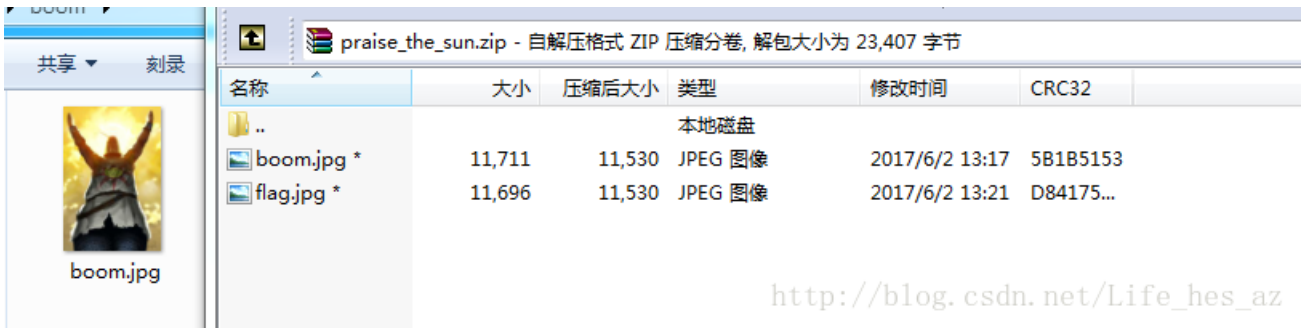 boom
praise_the_sun.zip - 自解压格式 ZIP 压缩分卷, 解包大小为 23,407 字节
共享 刻录
名称 大小 压缩后大小 类型 修改时间 CRC32
.. 本地磁盘
boom.jpg * 11,711 11,530 JPEG 图像 2017/6/2 13:17 5B1B5153
flag.jpg * 11,696 11,530 JPEG 图像 2017/6/2 13:21 D84175...
boom.jpg
http://blog.csdn.net/Life_hes_az